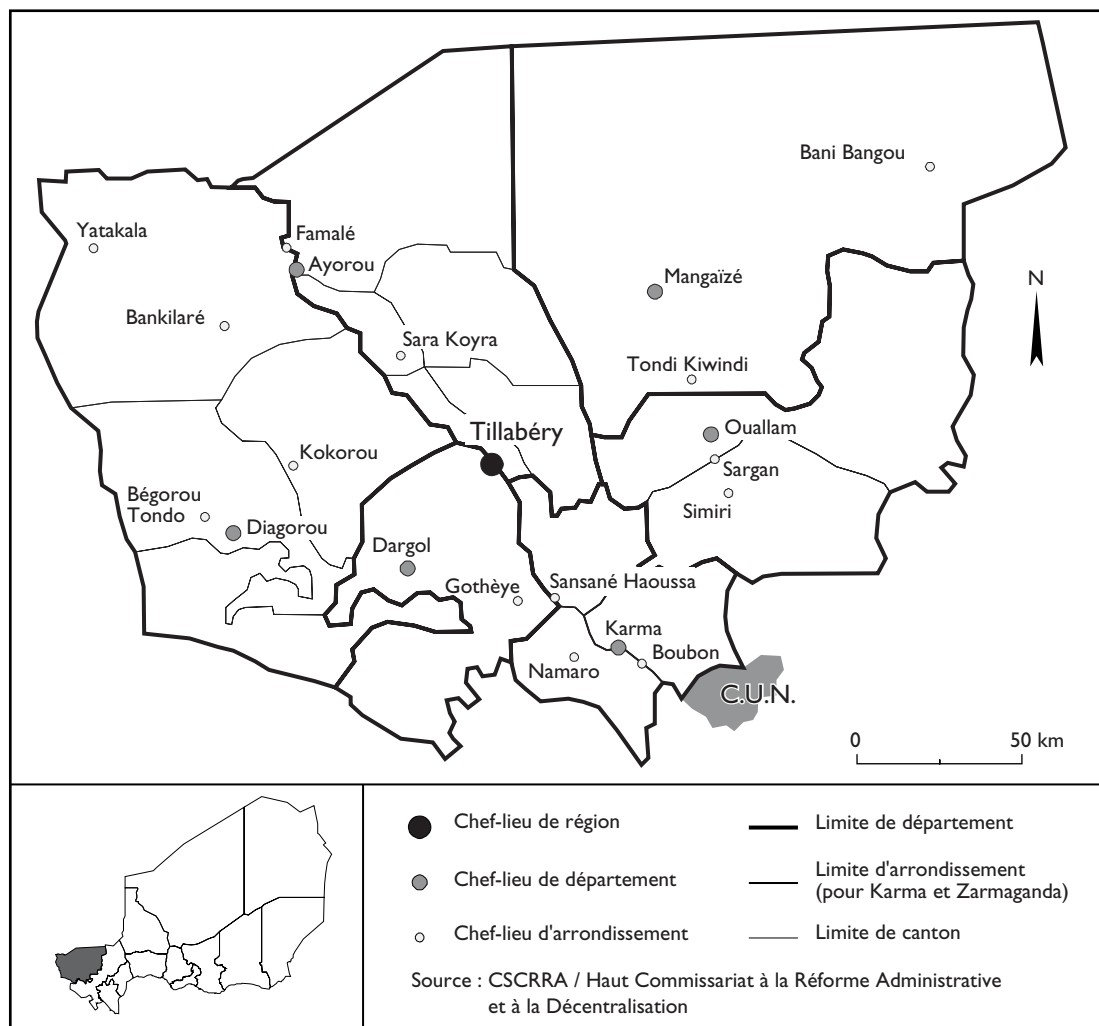 Bani Bangou
Yatakala
Famalé
Ayorou
Mangaïzé
N
Bankilaré
Sara Koyra
Tondi Kiwindi
Tillabéry
Ouallam
Kokorou
Sargan
Bégorou
Tondo
Simiri
Diagorou
Dargol
Gothèye
Sansané Haoussa
Karma
Boubon
Namaro
C.U.N.
0 50 km
Chef-lieu de région
Limite de département
Chef-lieu de département
Limite d'arrondissement
(pour Karma et Zarmaganda)
Chef-lieu d'arrondissement
Limite de canton
Source : CSCRRA / Haut Commissariat à la Réforme Administrative
et à la Décentralisation